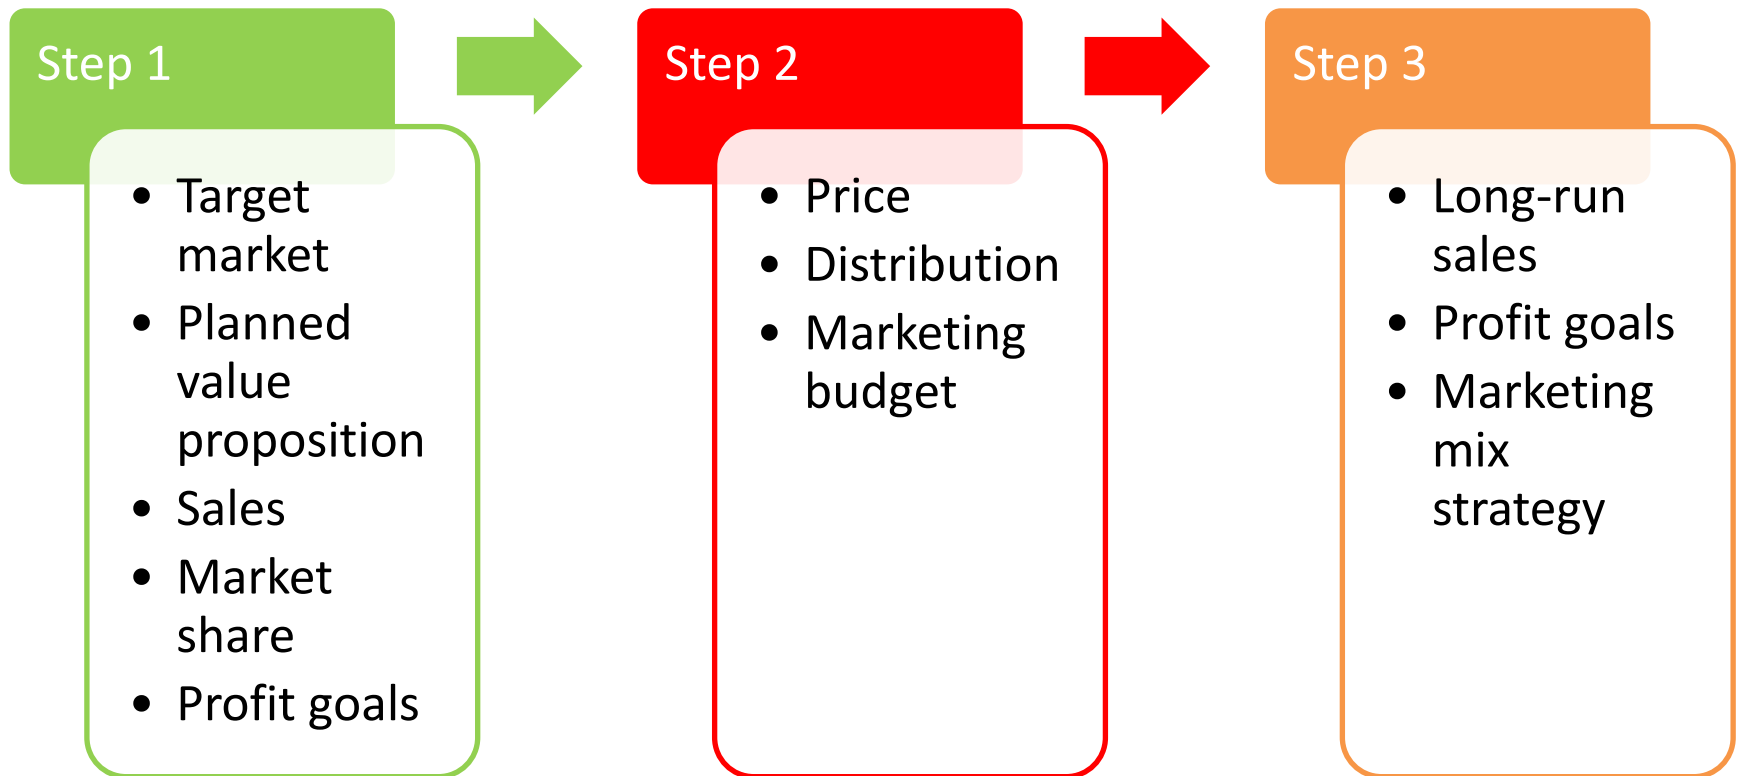 Step 1
• Target
market
• Planned
value
proposition
• Sales
• Market
share
• Profit goals
Step 2
• Price
• Distribution
• Marketing
budget
Step 3
• Long-run
sales
• Profit goals
• Marketing
mix
strategy